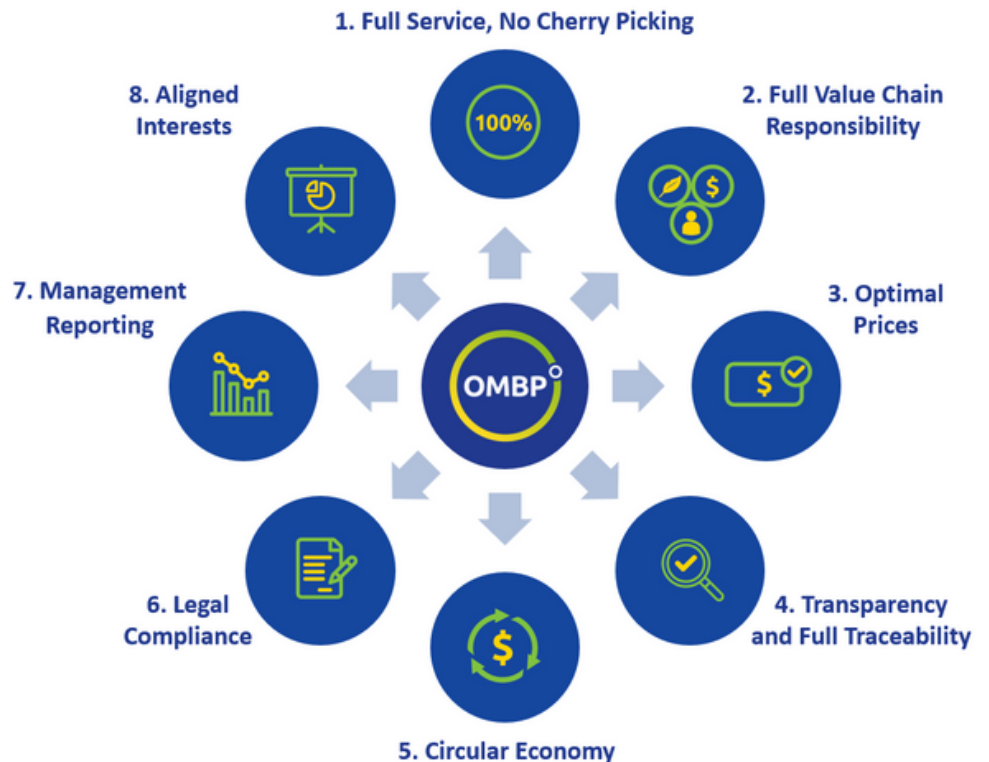 1. Full Service, No Cherry Picking
100%
2. Full Value Chain
Responsibility
$
3. Optimal
Prices
$
4. Transparency
and Full Traceability
5. Circular Economy
$
6. Legal
Compliance
7. Management
Reporting
8. Aligned
Interests
OMBP